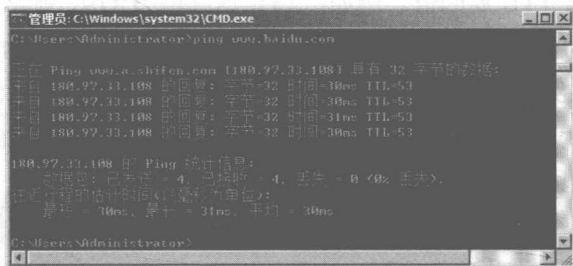 管理员: C:\Windows\system32\CMD.exe
C:\Users\Administrator>ping www.baidu.com
正在 Ping www.a.shifen.com [180.97.33.108] 具有 32 字节的数据:
来自 180.97.33.108 的回复: 字节=32 时间=30ms TTL=53
来自 180.97.33.108 的回复: 字节=32 时间=30ms TTL=53
来自 180.97.33.108 的回复: 字节=32 时间=31ms TTL=53
来自 180.97.33.108 的回复: 字节=32 时间=30ms TTL=53
180.97.33.108 的 Ping 统计信息:
数据包: 已发送 = 4, 已接收 = 4, 丢失 = 0 (0% 丢失),
往返行程的估计时间(以毫秒为单位):
最短 = 30ms, 最长 = 31ms, 平均 = 30ms
C:\Users\Administrator>